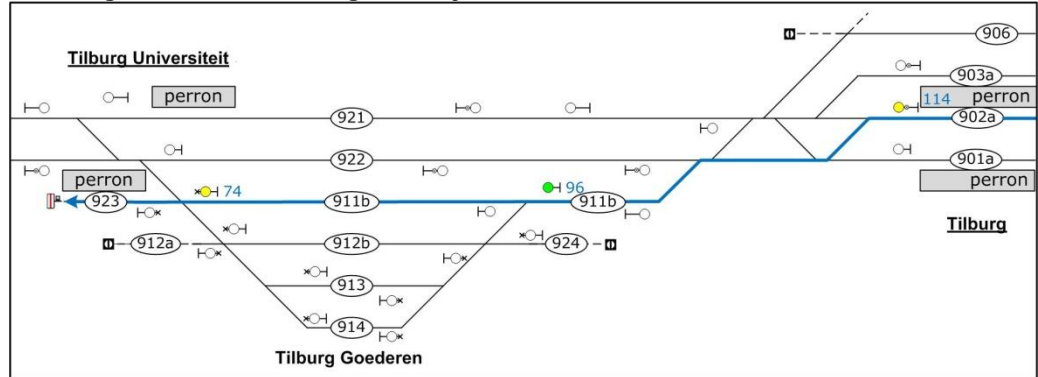 906
Tilburg Universiteit
903a
perron
114 perron
921
902a
922
901a
perron
perron
74
96
923
911b
911b
Tilburg
912a
912b
924
913
914
Tilburg Goederen